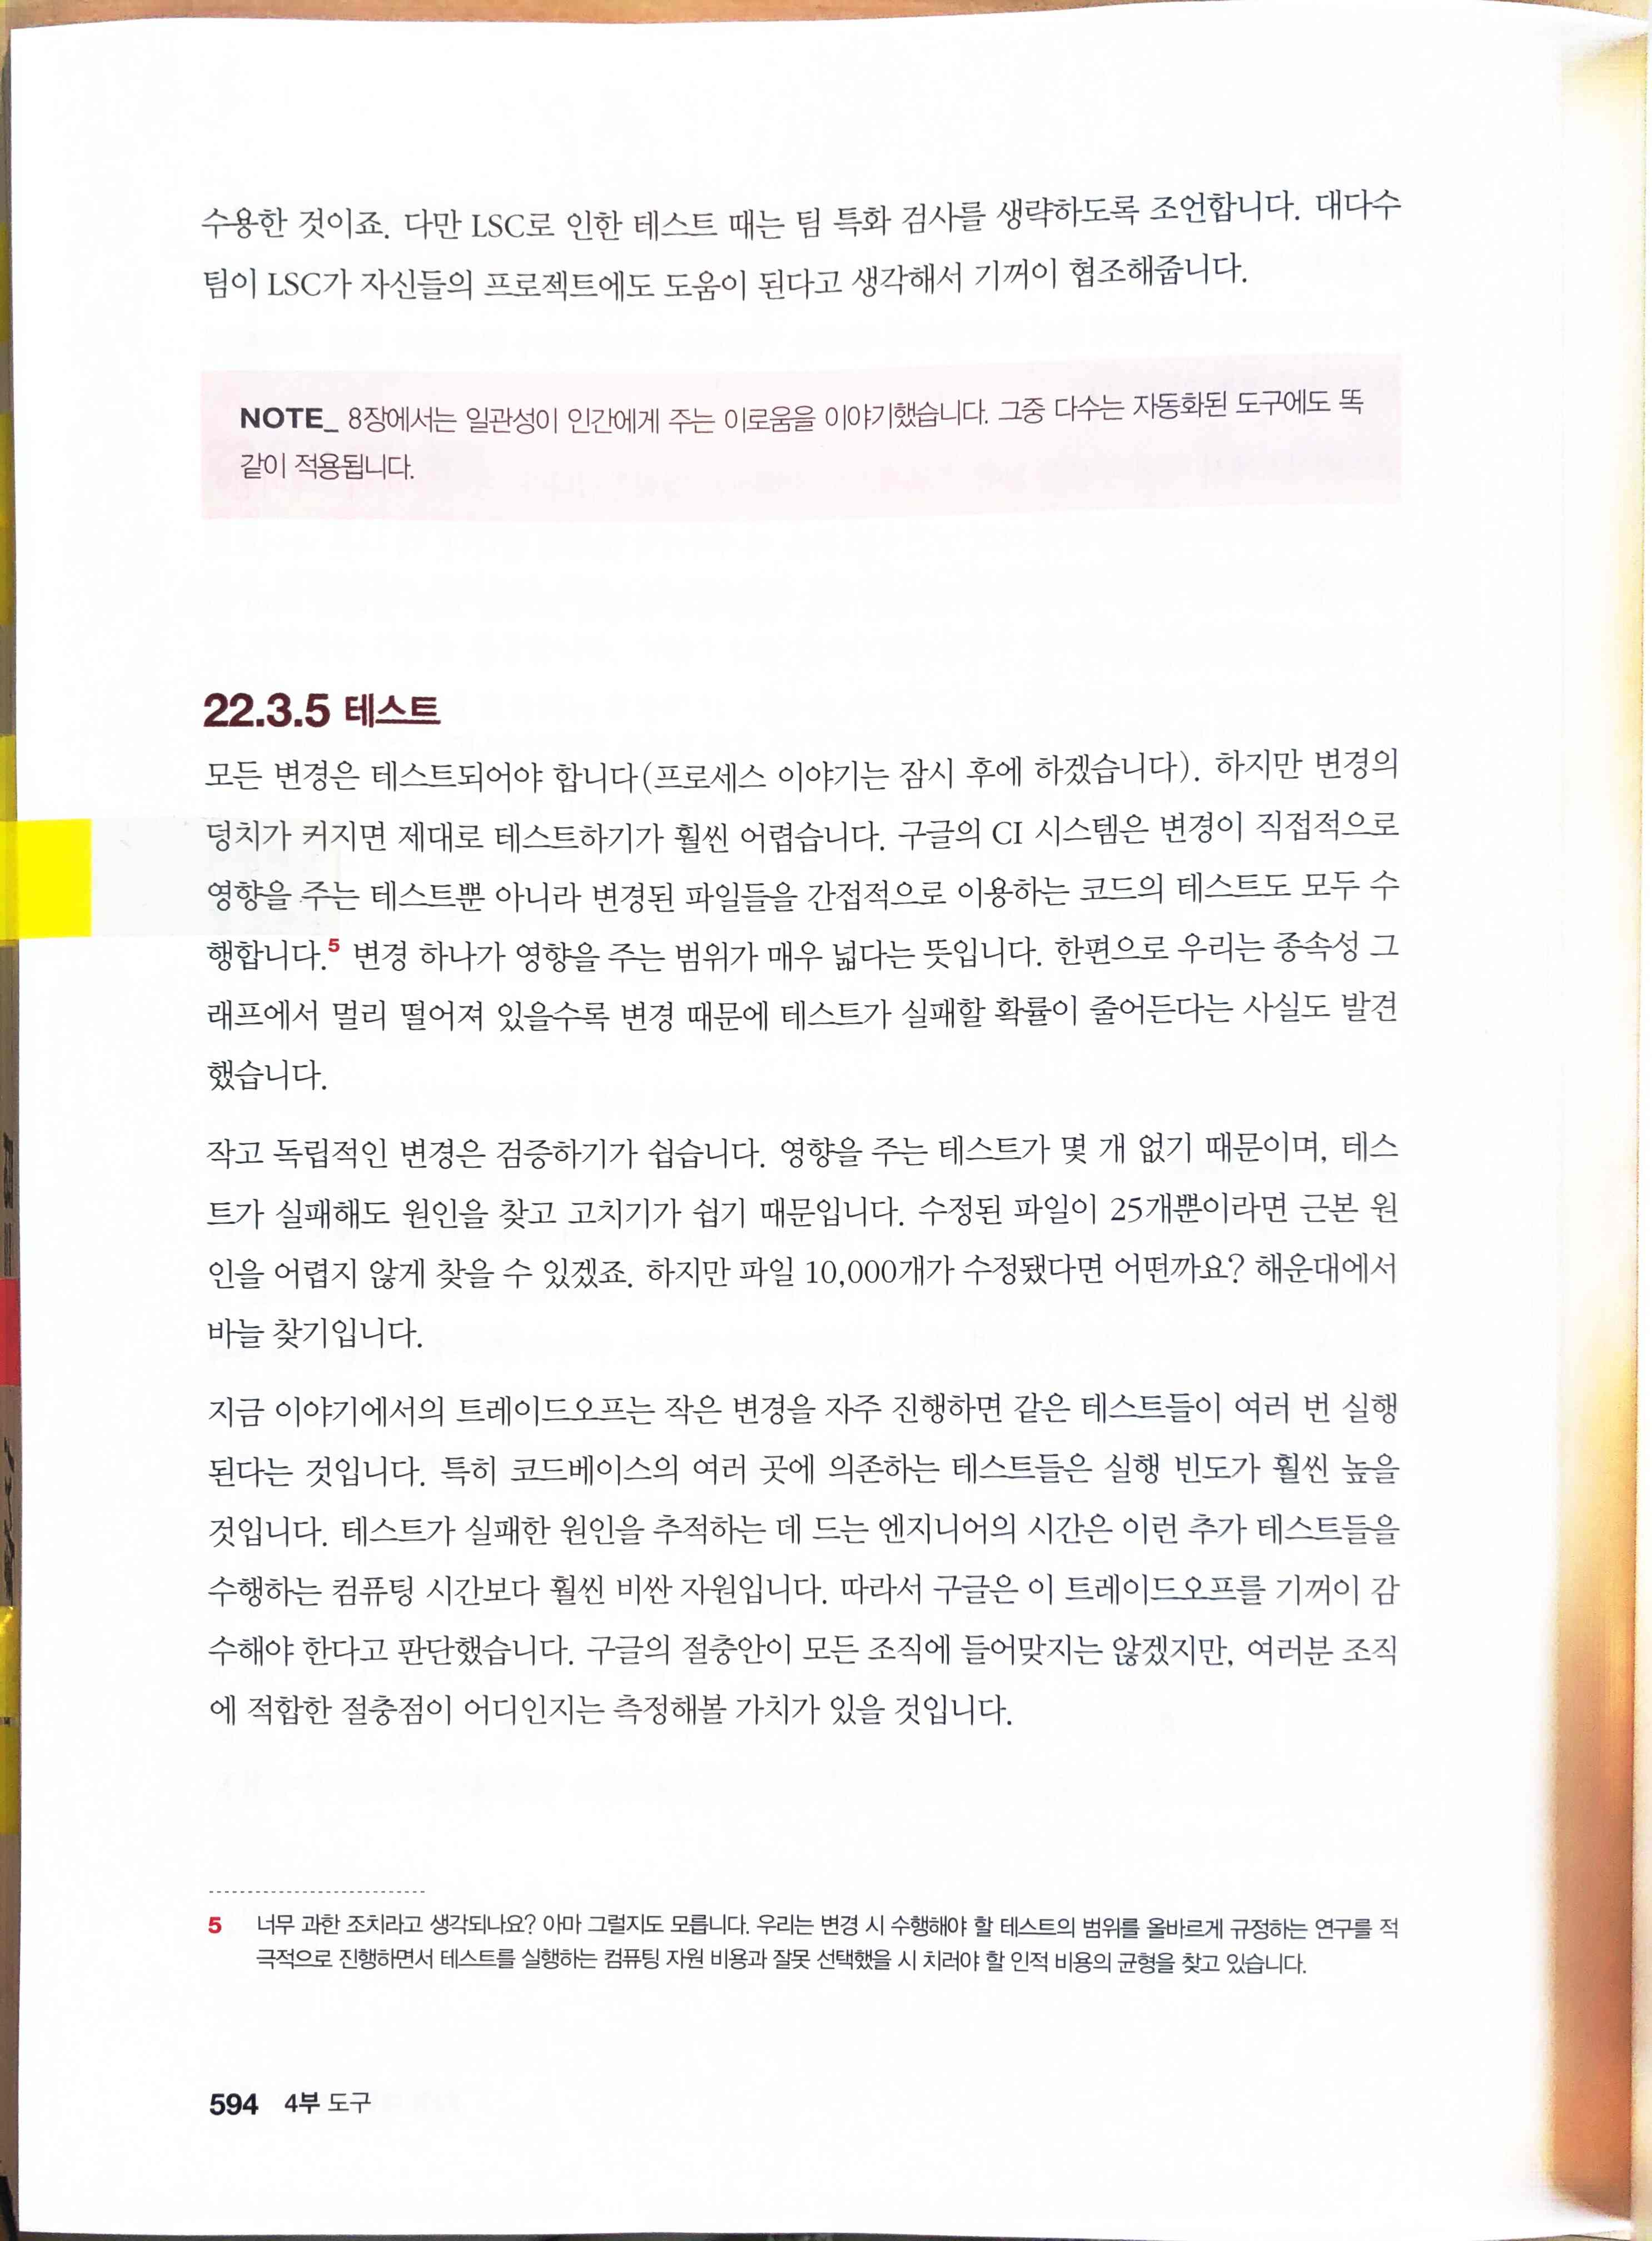 수용한 것이죠. 다만 LSC로 인한 테스트 때는 팀 특화 검사를 생략하도록 조언합니다. 대다수
팀이 LSC가 자신들의 프로젝트에도 도움이 된다고 생각해서 기꺼이 협조해줍니다.
NOTE_ 8장에서는 일관성이 인간에게 주는 이로움을 이야기했습니다. 그중 다수는 자동화된 도구에도 똑
같이 적용됩니다.
22.3.5 테스트
모든 변경은 테스트되어야 합니다(프로세스 이야기는 잠시 후에 하겠습니다). 하지만 변경의
덩치가 커지면 제대로 테스트하기가 훨씬 어렵습니다. 구글의 CI 시스템은 변경이 직접적으로
영향을 주는 테스트뿐 아니라 변경된 파일들을 간접적으로 이용하는 코드의 테스트도 모두 수
행합니다.5 변경 하나가 영향을 주는 범위가 매우 넓다는 뜻입니다. 한편으로 우리는 종속성 그
래프에서 멀리 떨어져 있을수록 변경 때문에 테스트가 실패할 확률이 줄어든다는 사실도 발견
했습니다.
작고 독립적인 변경은 검증하기가 쉽습니다. 영향을 주는 테스트가 몇 개 없기 때문이며, 테스
트가 실패해도 원인을 찾고 고치기가 쉽기 때문입니다. 수정된 파일이 25개뿐이라면 근본 원
인을 어렵지 않게 찾을 수 있겠죠. 하지만 파일 10,000개가 수정됐다면 어떤까요? 해운대에서
바늘 찾기입니다.
지금 이야기에서의 트레이드오프는 작은 변경을 자주 진행하면 같은 테스트들이 여러 번 실행
된다는 것입니다. 특히 코드베이스의 여러 곳에 의존하는 테스트들은 실행 빈도가 훨씬 높을
것입니다. 테스트가 실패한 원인을 추적하는 데 드는 엔지니어의 시간은 이런 추가 테스트들을
수행하는 컴퓨팅 시간보다 훨씬 비싼 자원입니다. 따라서 구글은 이 트레이드오프를 기꺼이 감
수해야 한다고 판단했습니다. 구글의 절충안이 모든 조직에 들어맞지는 않겠지만, 여러분 조직
에 적합한 절충점이 어디인지는 측정해볼 가치가 있을 것입니다.
5 너무 과한 조치라고 생각되나요? 아마 그럴지도 모릅니다. 우리는 변경 시 수행해야 할 테스트의 범위를 올바르게 규정하는 연구를 적
극적으로 진행하면서 테스트를 실행하는 컴퓨팅 자원 비용과 잘못 선택했을 시 치러야 할 인적 비용의 균형을 찾고 있습니다.
594 4부 도구